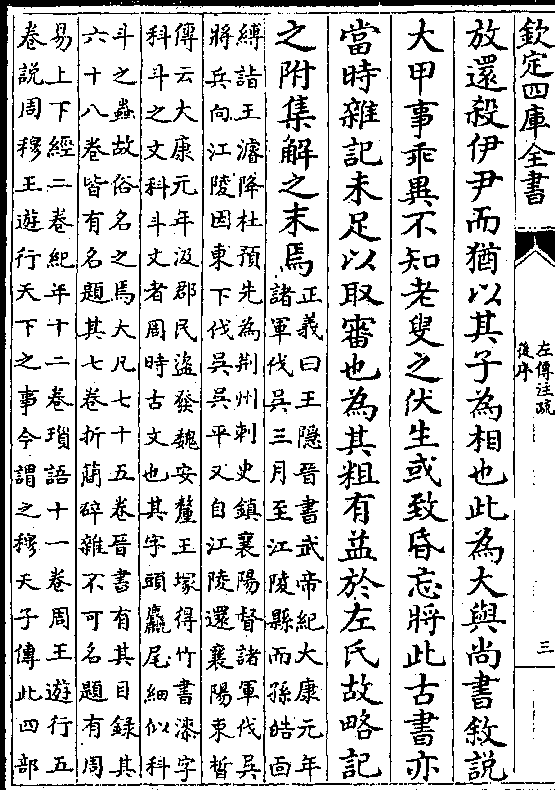 欽定四庫全書
左傳注疏
後序
三
放還殺伊尹而猶以其子為相也此為大與尚書敘說
大甲事乖異不知老叟之伏生或致昏忘將此古書亦
當時雜記未足以取審也為其粗有益於左氏故略記
之附集解之末焉
正義曰王隱晉書武帝紀大康元年
諸軍伐吳三月至江陵縣而孫皓面
縛詣王濬降杜預先為荆州刺史鎮襄陽督諸軍伐吳
將兵向江陵因東下伐吳吳平又自江陵還襄陽束晳
傳云大康元年汲郡民盜發魏安釐王塚得竹書漆字
科斗之文科斗文者周時古文也其字頭麤尾細似科
斗之蟲故俗名之焉大凡七十五卷晉書有其目録其
六十八卷皆有名題其七卷折簡碎雜不可名題有周
易上下經二卷紀年十二卷瑣語十一卷周王遊行五
卷說周穆王遊行天下之事今謂之穆天子傳此四部